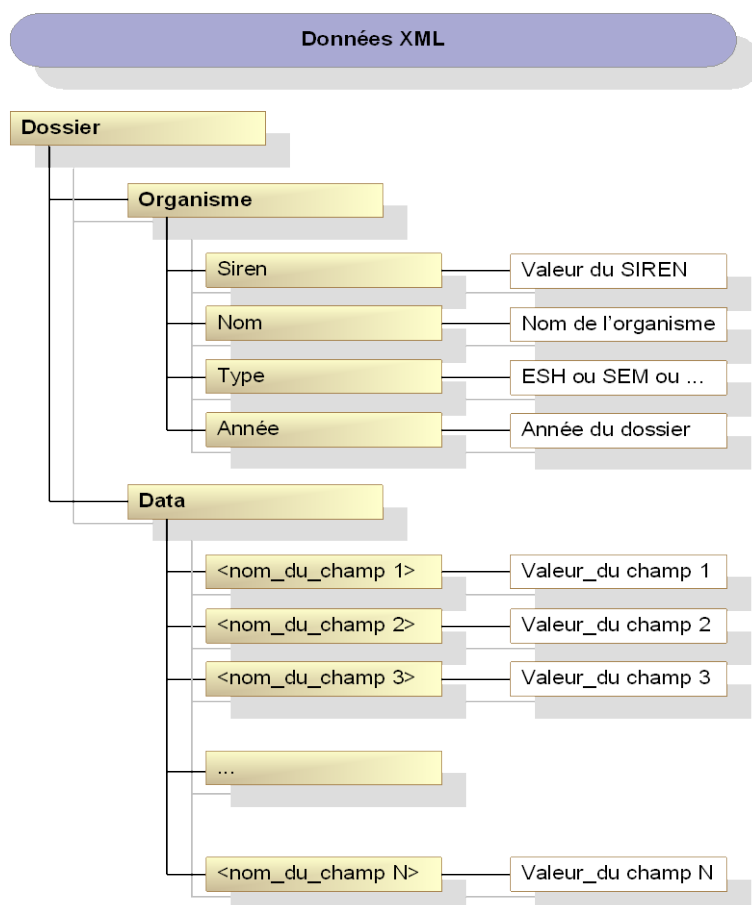 Données XML
Dossier
Organisme
Siren
Valeur du SIREN
Nom
Nom de l'organisme
Type
ESH ou SEM ou ...
Année
Année du dossier
Data
<nom_du_champ 1>
Valeur_du champ 1
<nom_du_champ 2>
Valeur_du champ 2
<nom_du_champ 3>
Valeur_du champ 3
...
<nom_du_champ N>
Valeur_du champ N